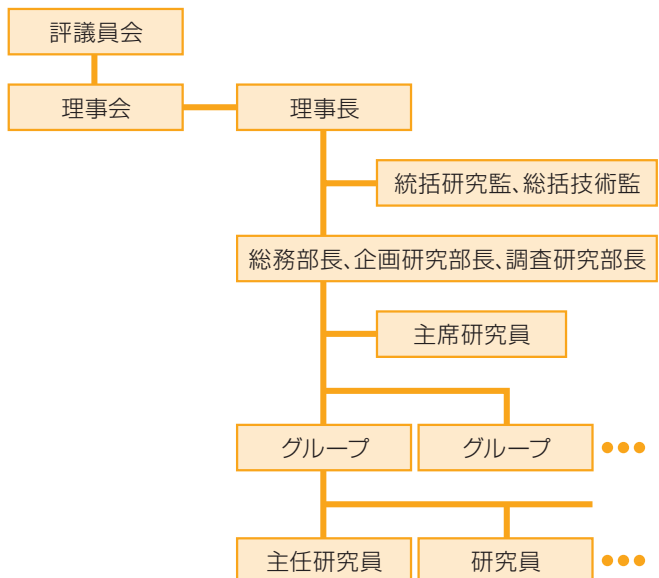 評議員会
理事会
理事長
統括研究監、総括技術監
総務部長、企画研究部長、調査研究部長
主席研究員
グループ
グループ
主任研究員
研究員